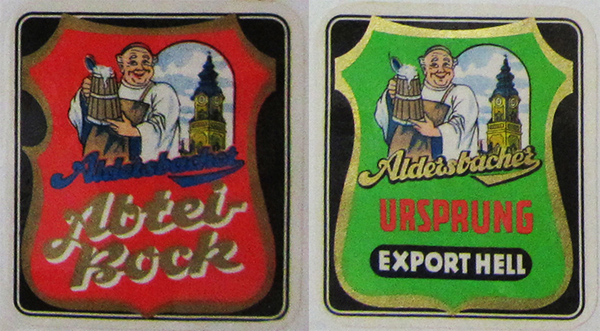 Aldersbacher
Abtei-
Bock
Aldersbacher
URSPRUNG
EXPORT HELL